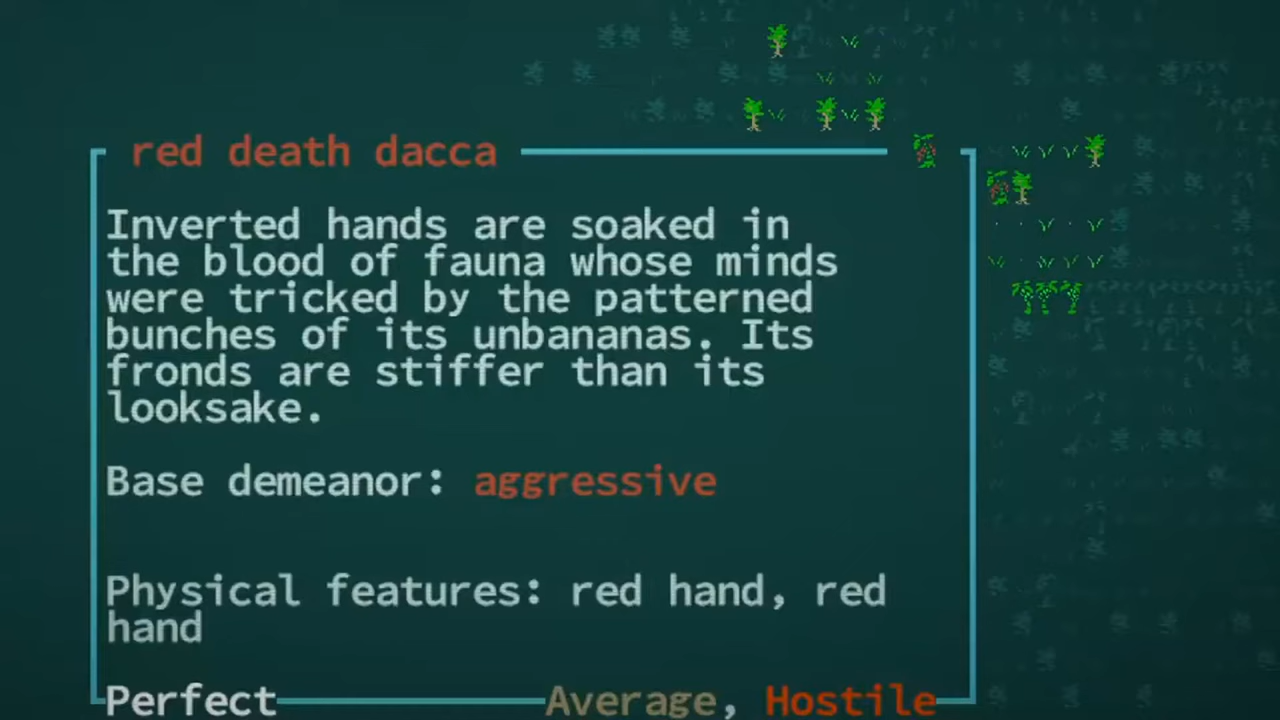 red death dacca
Inverted hands are soaked in
the blood of fauna whose minds
were tricked by the patterned
bunches of its unbananas. Its
fronds are stiffer than its
looksake.
Base demeanor: aggressive
Physical features: red hand, red
hand
Perfect Average, Hostile